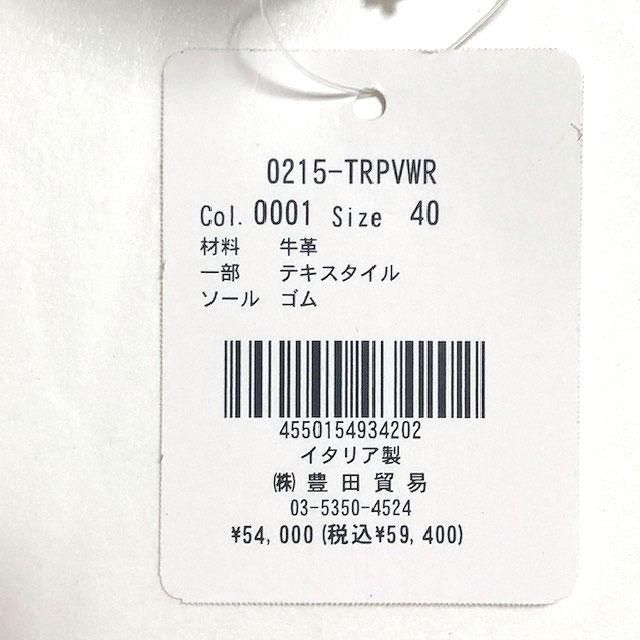 0215-TRPVWR
Col. 0001 Size 40
材料 牛革
一部 テキスタイル
ソール ゴム
4550154934202
イタリア製
㈱ 豊田貿易
03-5350-4524
¥54,000(税込¥59,400)